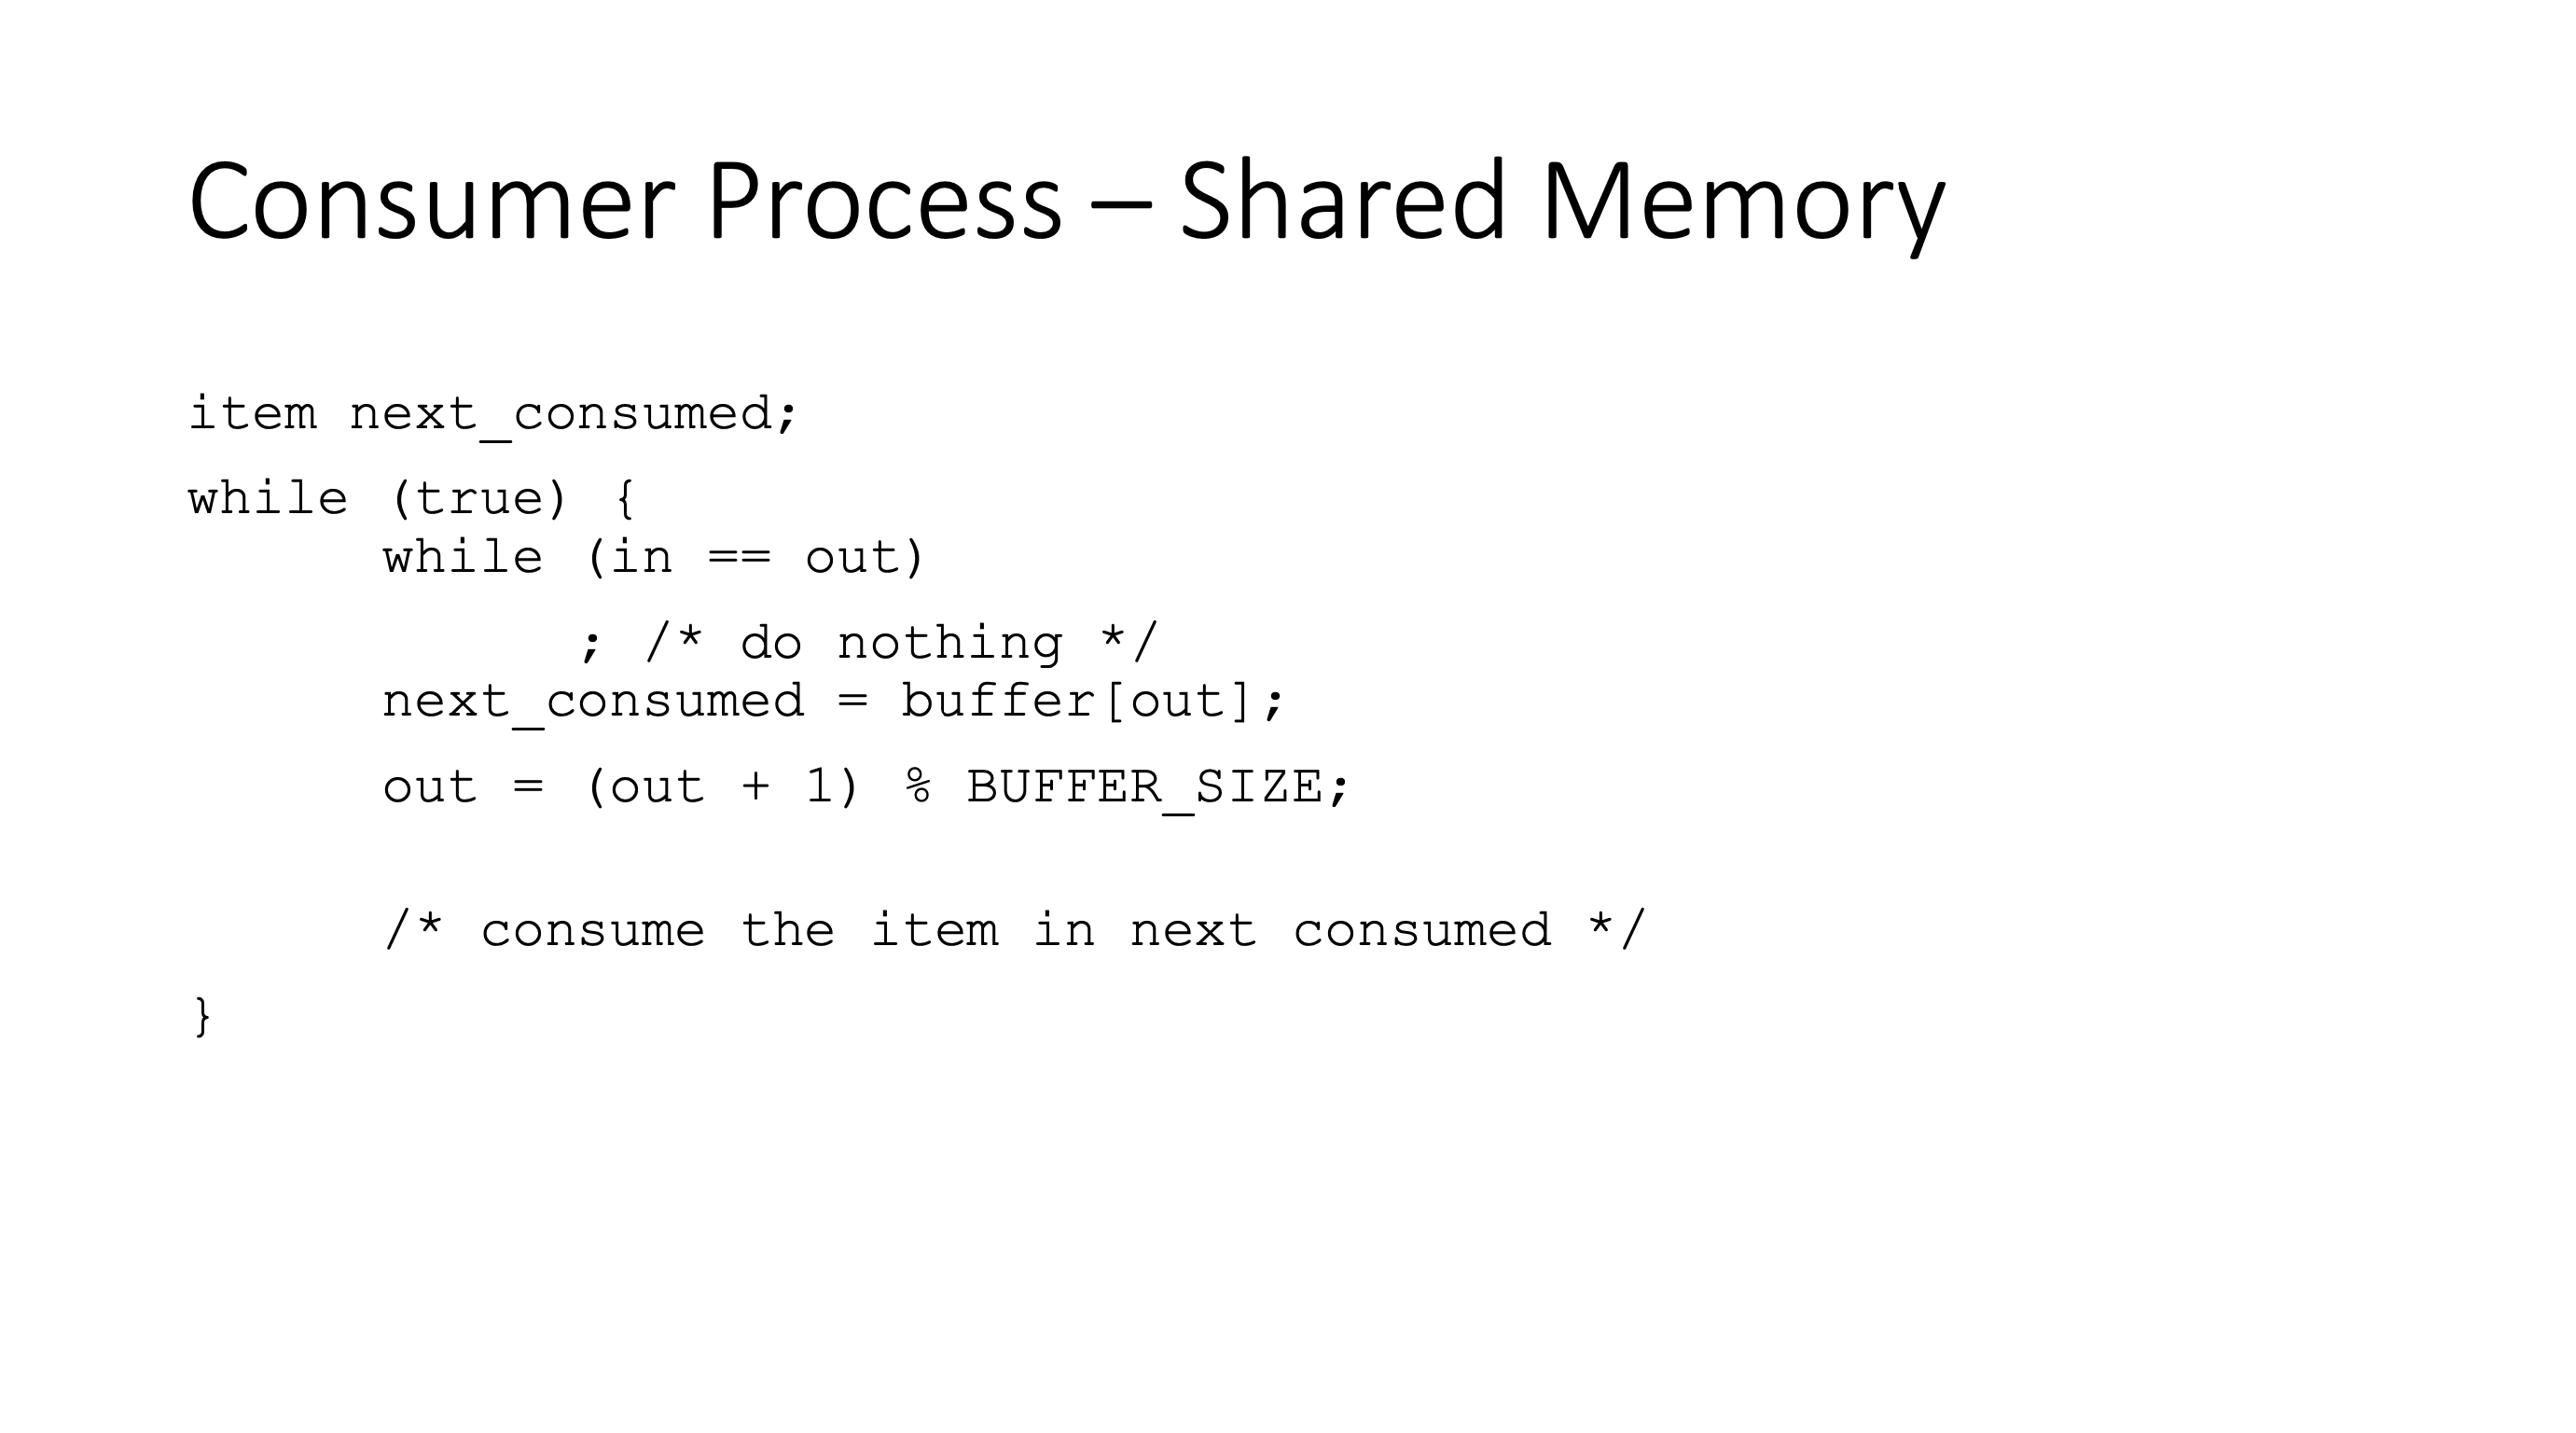 Consumer Process – Shared Memory
item next_consumed;
while (true) {
while (in == out)
; /* do nothing */
next_consumed = buffer[out];
out = (out + 1) % BUFFER_SIZE;
/* consume the item in next consumed */
}